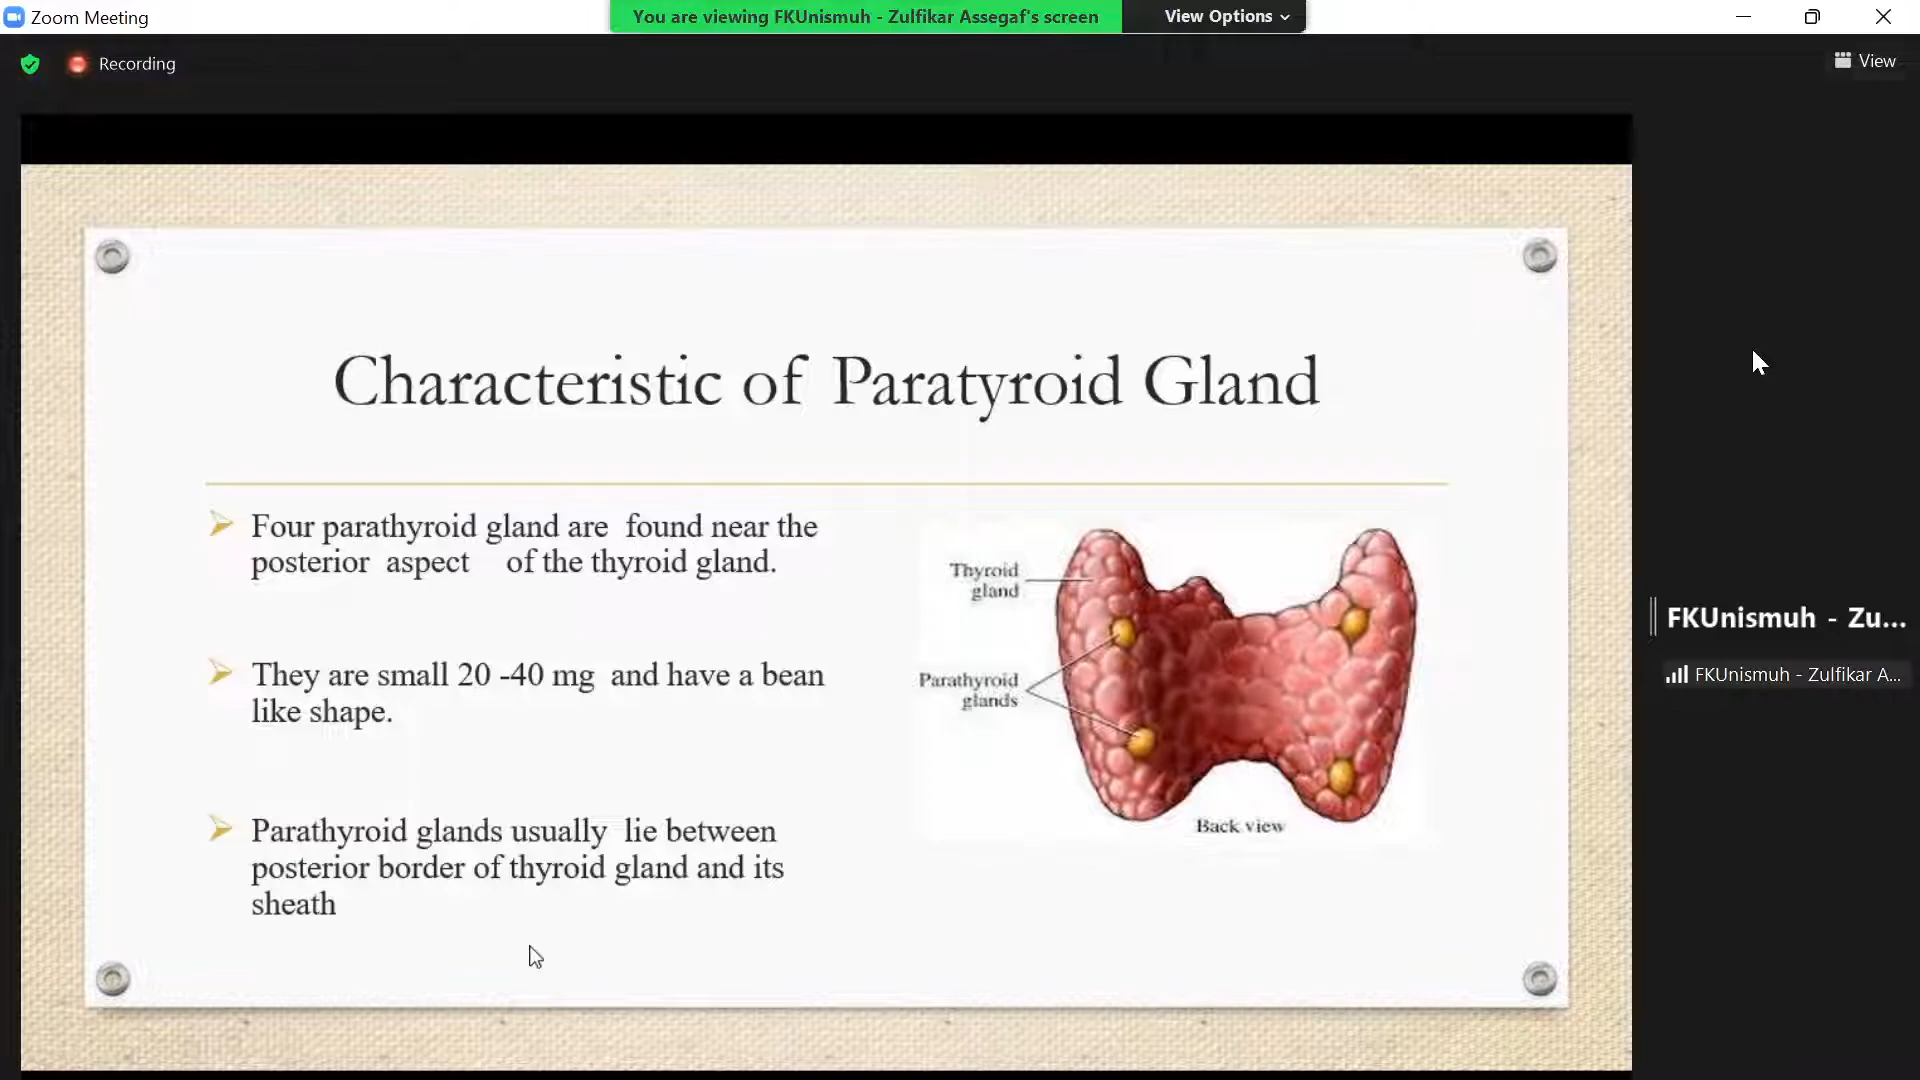 Zoom Meeting
You are viewing FKUnismuh - Zulfikar Assegaf's screen
View Options
Recording
View
Characteristic of Paratyroid Gland
Four parathyroid gland are found near the
posterior aspect of the thyroid gland.
They are small 20 -40 mg and have a bean
like shape.
Parathyroid glands usually lie between
posterior border of thyroid gland and its
sheath
Thyroid
gland
Parathyroid
glands
Back view
FKUnismuh - Zu...
FKUnismuh - Zulfikar A...